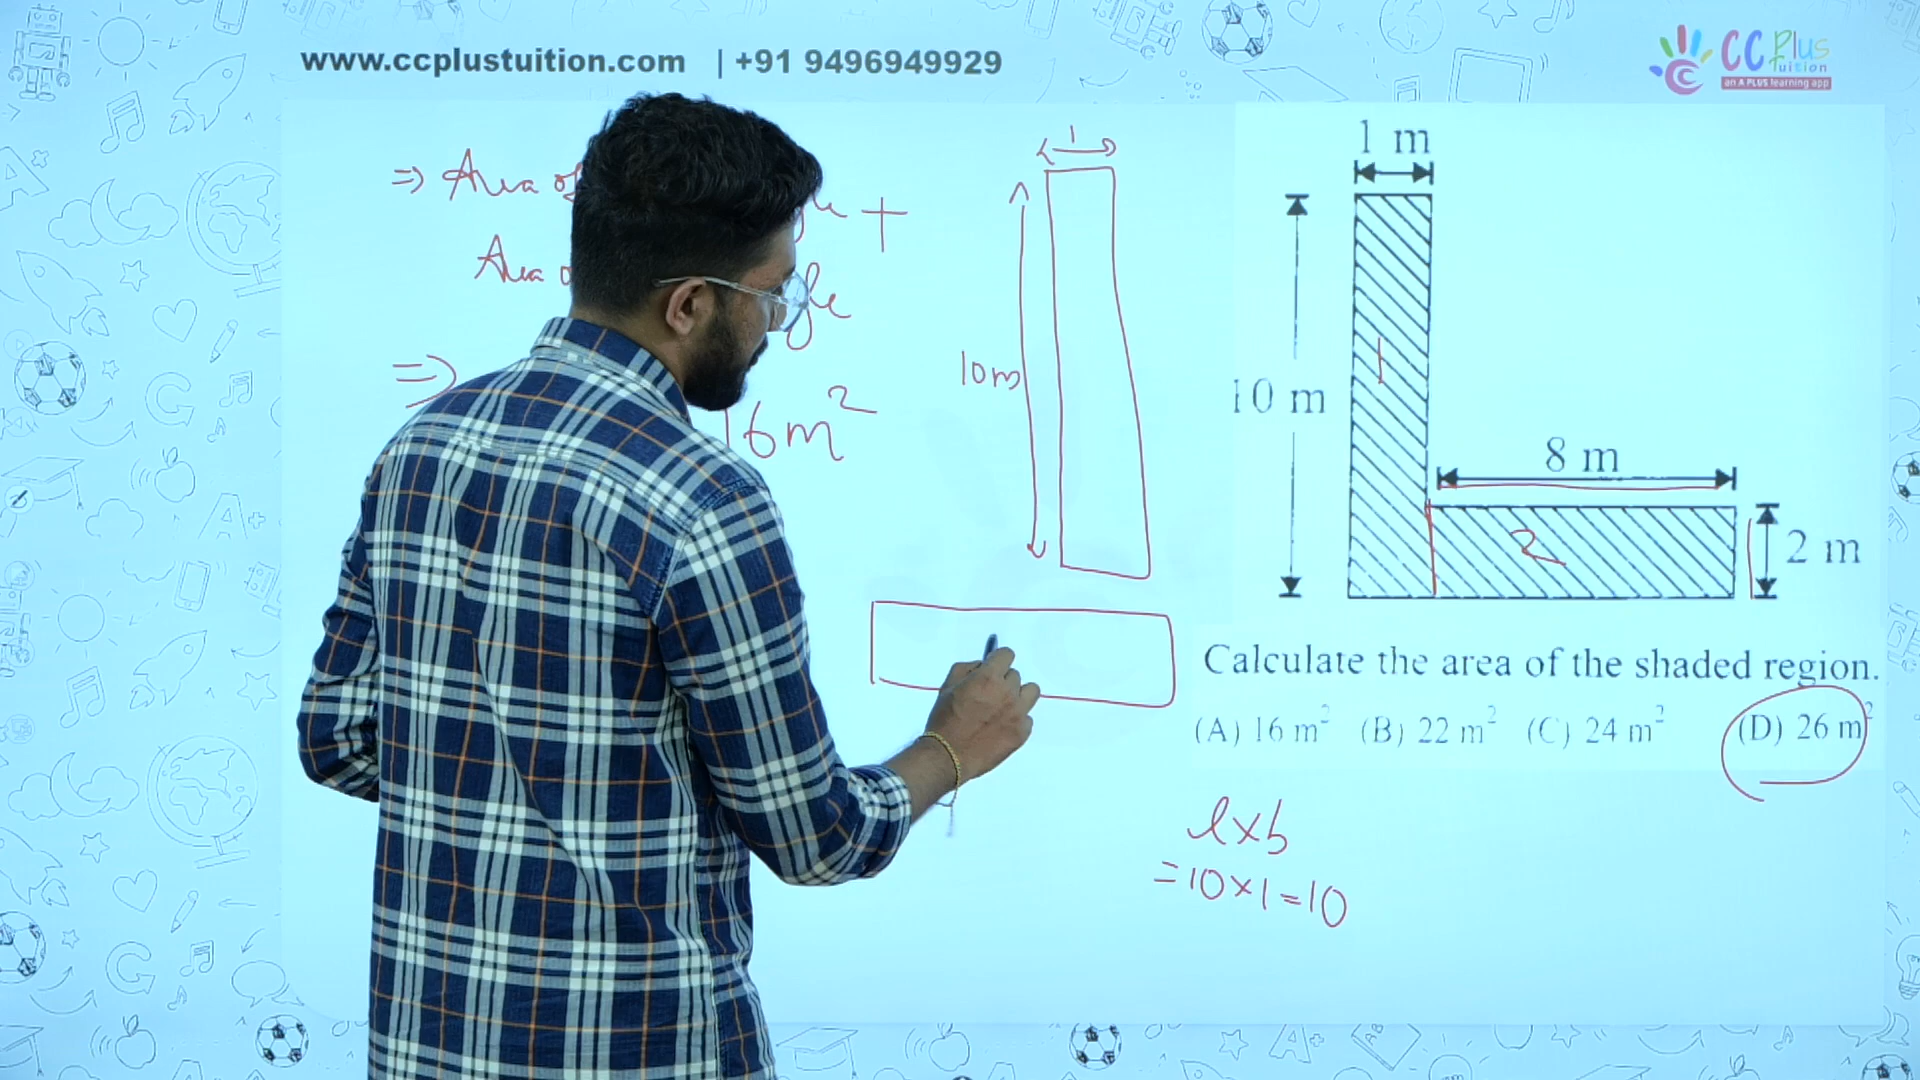 www.ccplustuition.com | +91 9496949929
CC Plus
Tuition
an A PLUS learning app
⇒ Area of
+
Area
⇒
16m²
1
10m
1 m
10 m
1
8 m
2
2 m
Calculate the area of the shaded region.
(A) 16 m² (B) 22 m² (C) 24 m² (D) 26 m²
l×b
=10×1=10